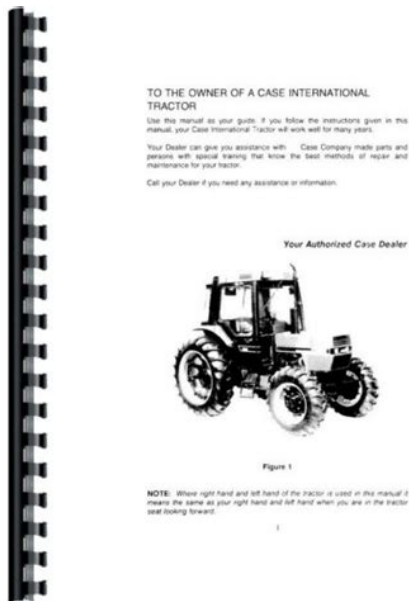 TO THE OWNER OF A CASE INTERNATIONAL
TRACTOR
Use this manual as your guide. If you follow the instructions given in this
manual, your Case International Tractor will work well for many years.
Your Dealer can give you assistance with Case Company made parts and
persons with special training that know the best methods of repair and
maintenance for your tractor.
Call your Dealer if you need any assistance or information.
Your Authorized Case Dealer
Figure 1
NOTE: Where right hand and left hand of the tractor is used in this manual it
means the same as your right hand and left hand when you are in the tractor
seat looking forward.